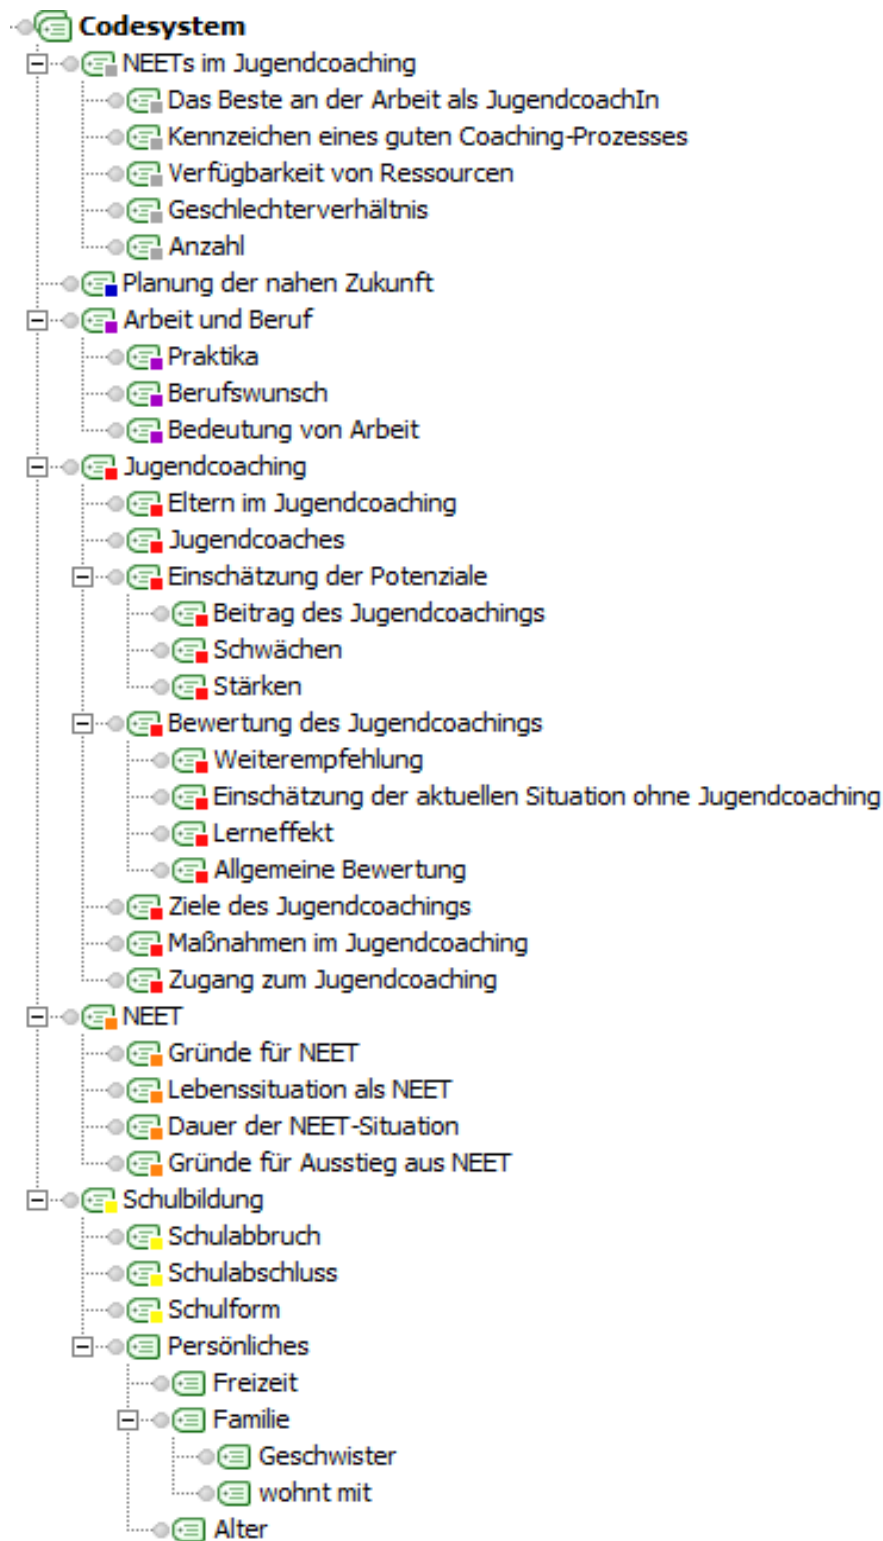 Codesystem
NEETs im Jugendcoaching
Das Beste an der Arbeit als JugendcoachIn
Kennzeichen eines guten Coaching-Prozesses
Verfügbarkeit von Ressourcen
Geschlechterverhältnis
Anzahl
Planung der nahen Zukunft
Arbeit und Beruf
Praktika
Berufswunsch
Bedeutung von Arbeit
Jugendcoaching
Eltern im Jugendcoaching
Jugendcoaches
Einschätzung der Potenziale
Beitrag des Jugendcoachings
Schwächen
Stärken
Bewertung des Jugendcoachings
Weiterempfehlung
Einschätzung der aktuellen Situation ohne Jugendcoaching
Lerneffekt
Allgemeine Bewertung
Ziele des Jugendcoachings
Maßnahmen im Jugendcoaching
Zugang zum Jugendcoaching
NEET
Gründe für NEET
Lebenssituation als NEET
Dauer der NEET-Situation
Gründe für Ausstieg aus NEET
Schulbildung
Schulabbruch
Schulabschluss
Schulform
Persönliches
Freizeit
Familie
Geschwister
wohnt mit
Alter